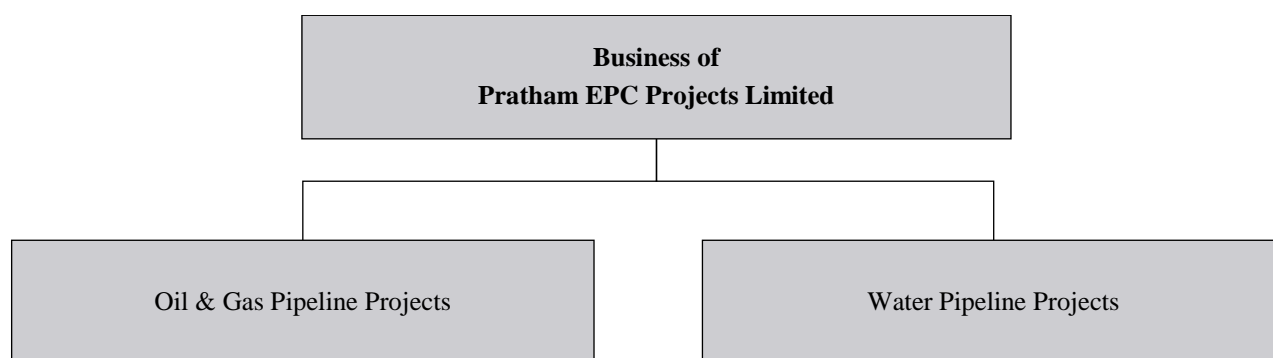 Business of
Pratham EPC Projects Limited
Oil & Gas Pipeline Projects
Water Pipeline Projects